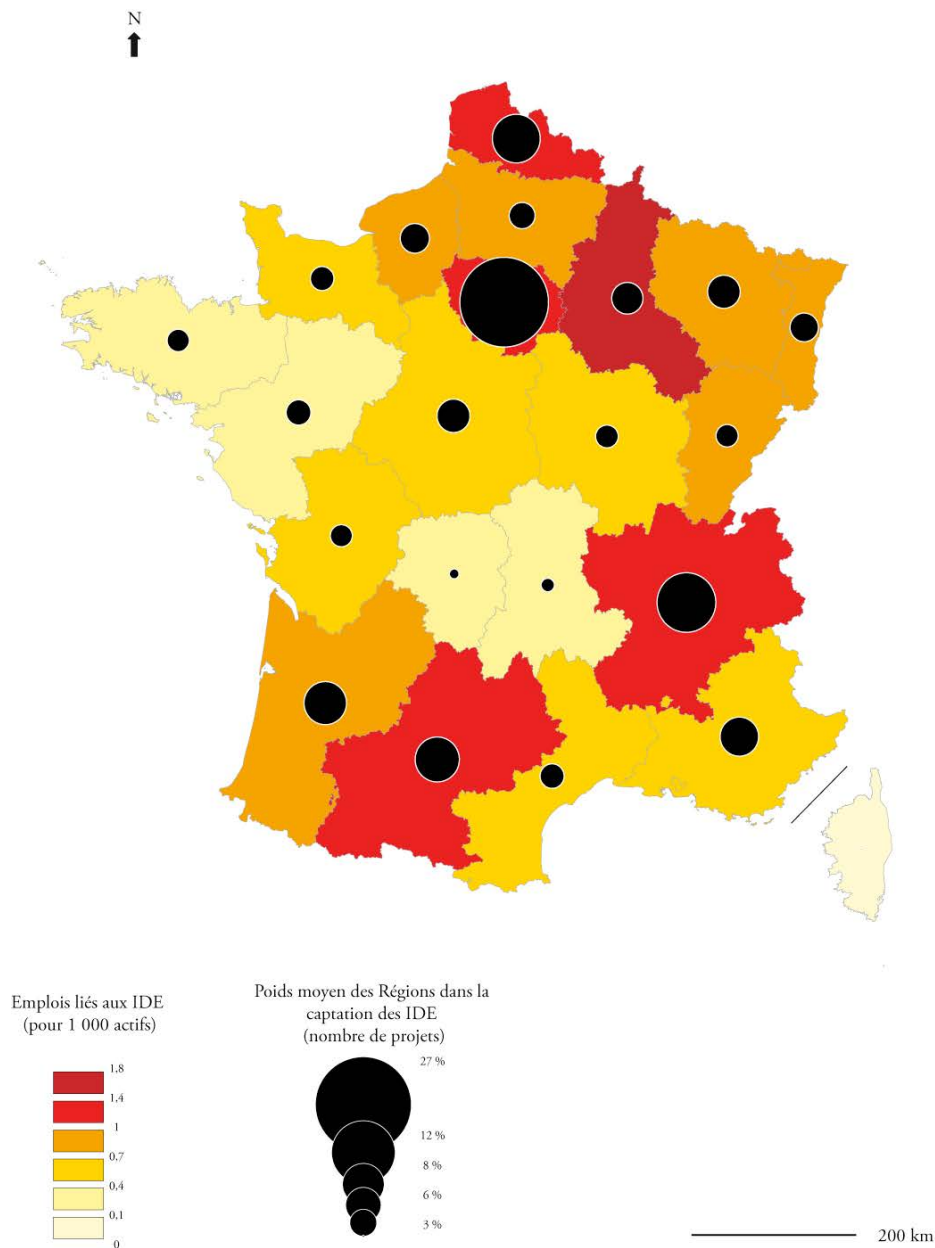 N
Emplois liés aux IDE
(pour 1 000 actifs)
1,8
1,4
1
0,7
0,4
0,1
0
Poids moyen des Régions dans la
captation des IDE
(nombre de projets)
27 %
12 %
8 %
6 %
3 %
200 km